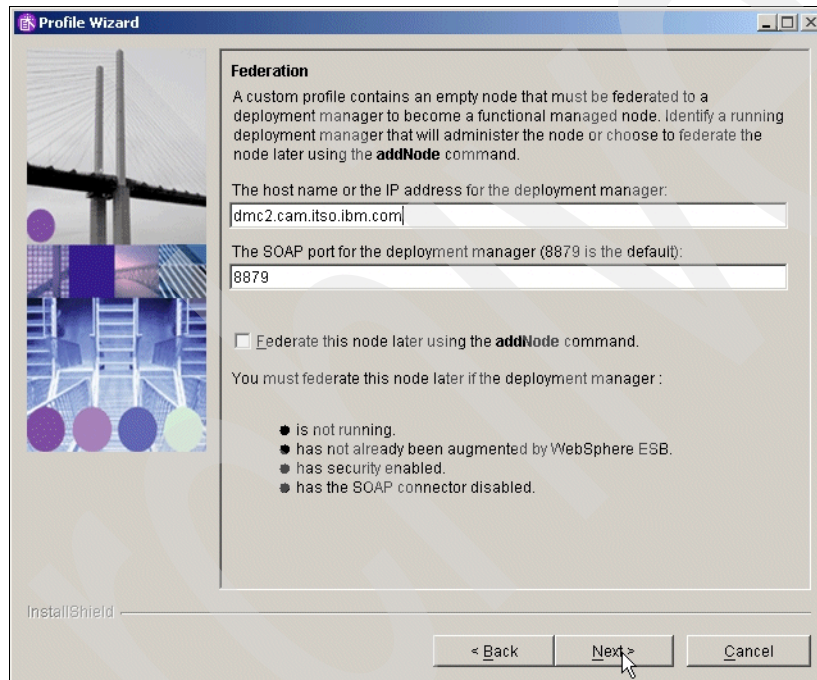 Profile Wizard
Federation
A custom profile contains an empty node that must be federated to a
deployment manager to become a functional managed node. Identify a running
deployment manager that will administer the node or choose to federate the
node later using the addNode command.
The host name or the IP address for the deployment manager:
dmc2.cam.itso.ibm.com
The SOAP port for the deployment manager (8879 is the default):
8879
Federate this node later using the addNode command.
You must federate this node later if the deployment manager :
is not running.
has not already been augmented by WebSphere ESB.
has security enabled.
has the SOAP connector disabled.
InstallShield
< Back Next > Cancel